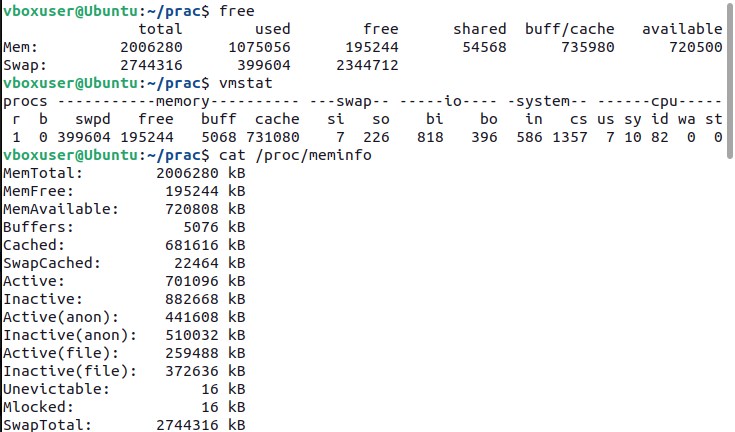 vboxuser@Ubuntu:~/prac$ free
              total        used        free      shared  buff/cache   available
Mem:        2006280     1075056      195244       54568      735980      720500
Swap:       2744316      399604     2344712
vboxuser@Ubuntu:~/prac$ vmstat
procs -----------memory---------- ---swap-- -----io---- -system-- ------cpu-----
 r  b   swpd   free   buff  cache   si   so    bi    bo   in   cs us sy id wa st
 1  0 399604 195244   5068 731080    7  226   818   396  586 1357  7 10 82  0  0
vboxuser@Ubuntu:~/prac$ cat /proc/meminfo
MemTotal:        2006280 kB
MemFree:          195244 kB
MemAvailable:     720808 kB
Buffers:            5076 kB
Cached:           681616 kB
SwapCached:        22464 kB
Active:           701096 kB
Inactive:         882668 kB
Active(anon):     441608 kB
Inactive(anon):   510032 kB
Active(file):     259488 kB
Inactive(file):   372636 kB
Unevictable:          16 kB
Mlocked:              16 kB
SwapTotal:       2744316 kB